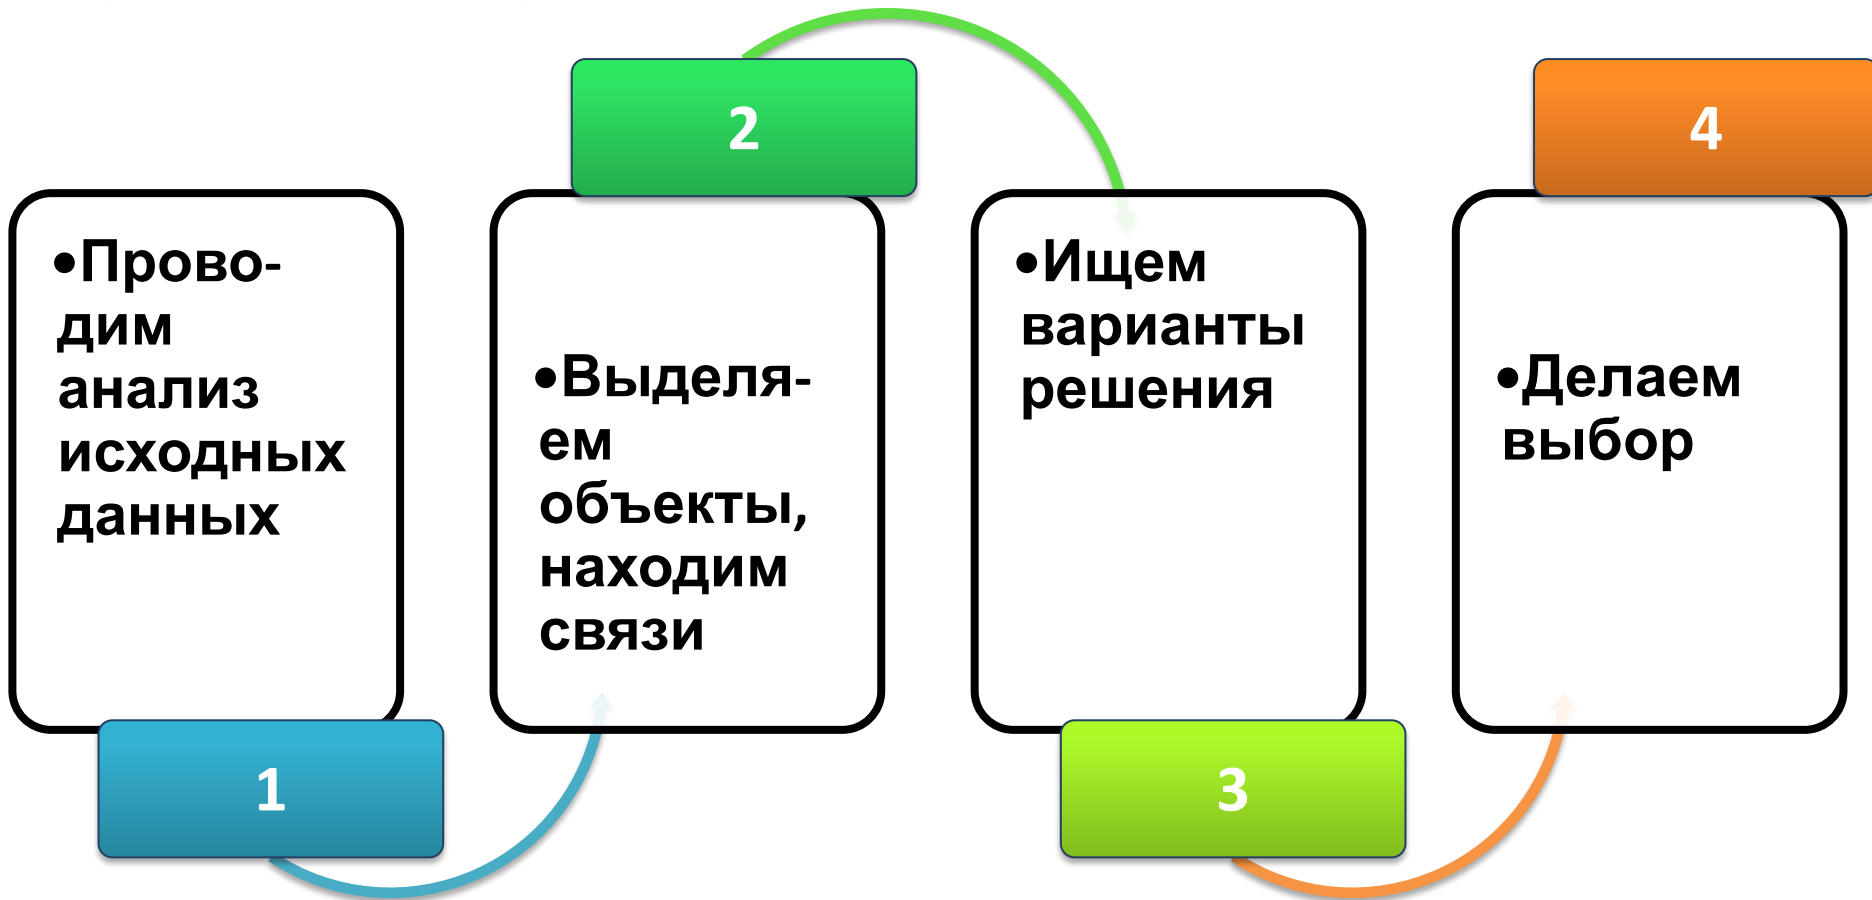 •Прово-
дим
анализ
исходных
данных
1
2
•Выделя-
ем
объекты,
находим
связи
•Ищем
варианты
решения
3
4
•Делаем
выбор